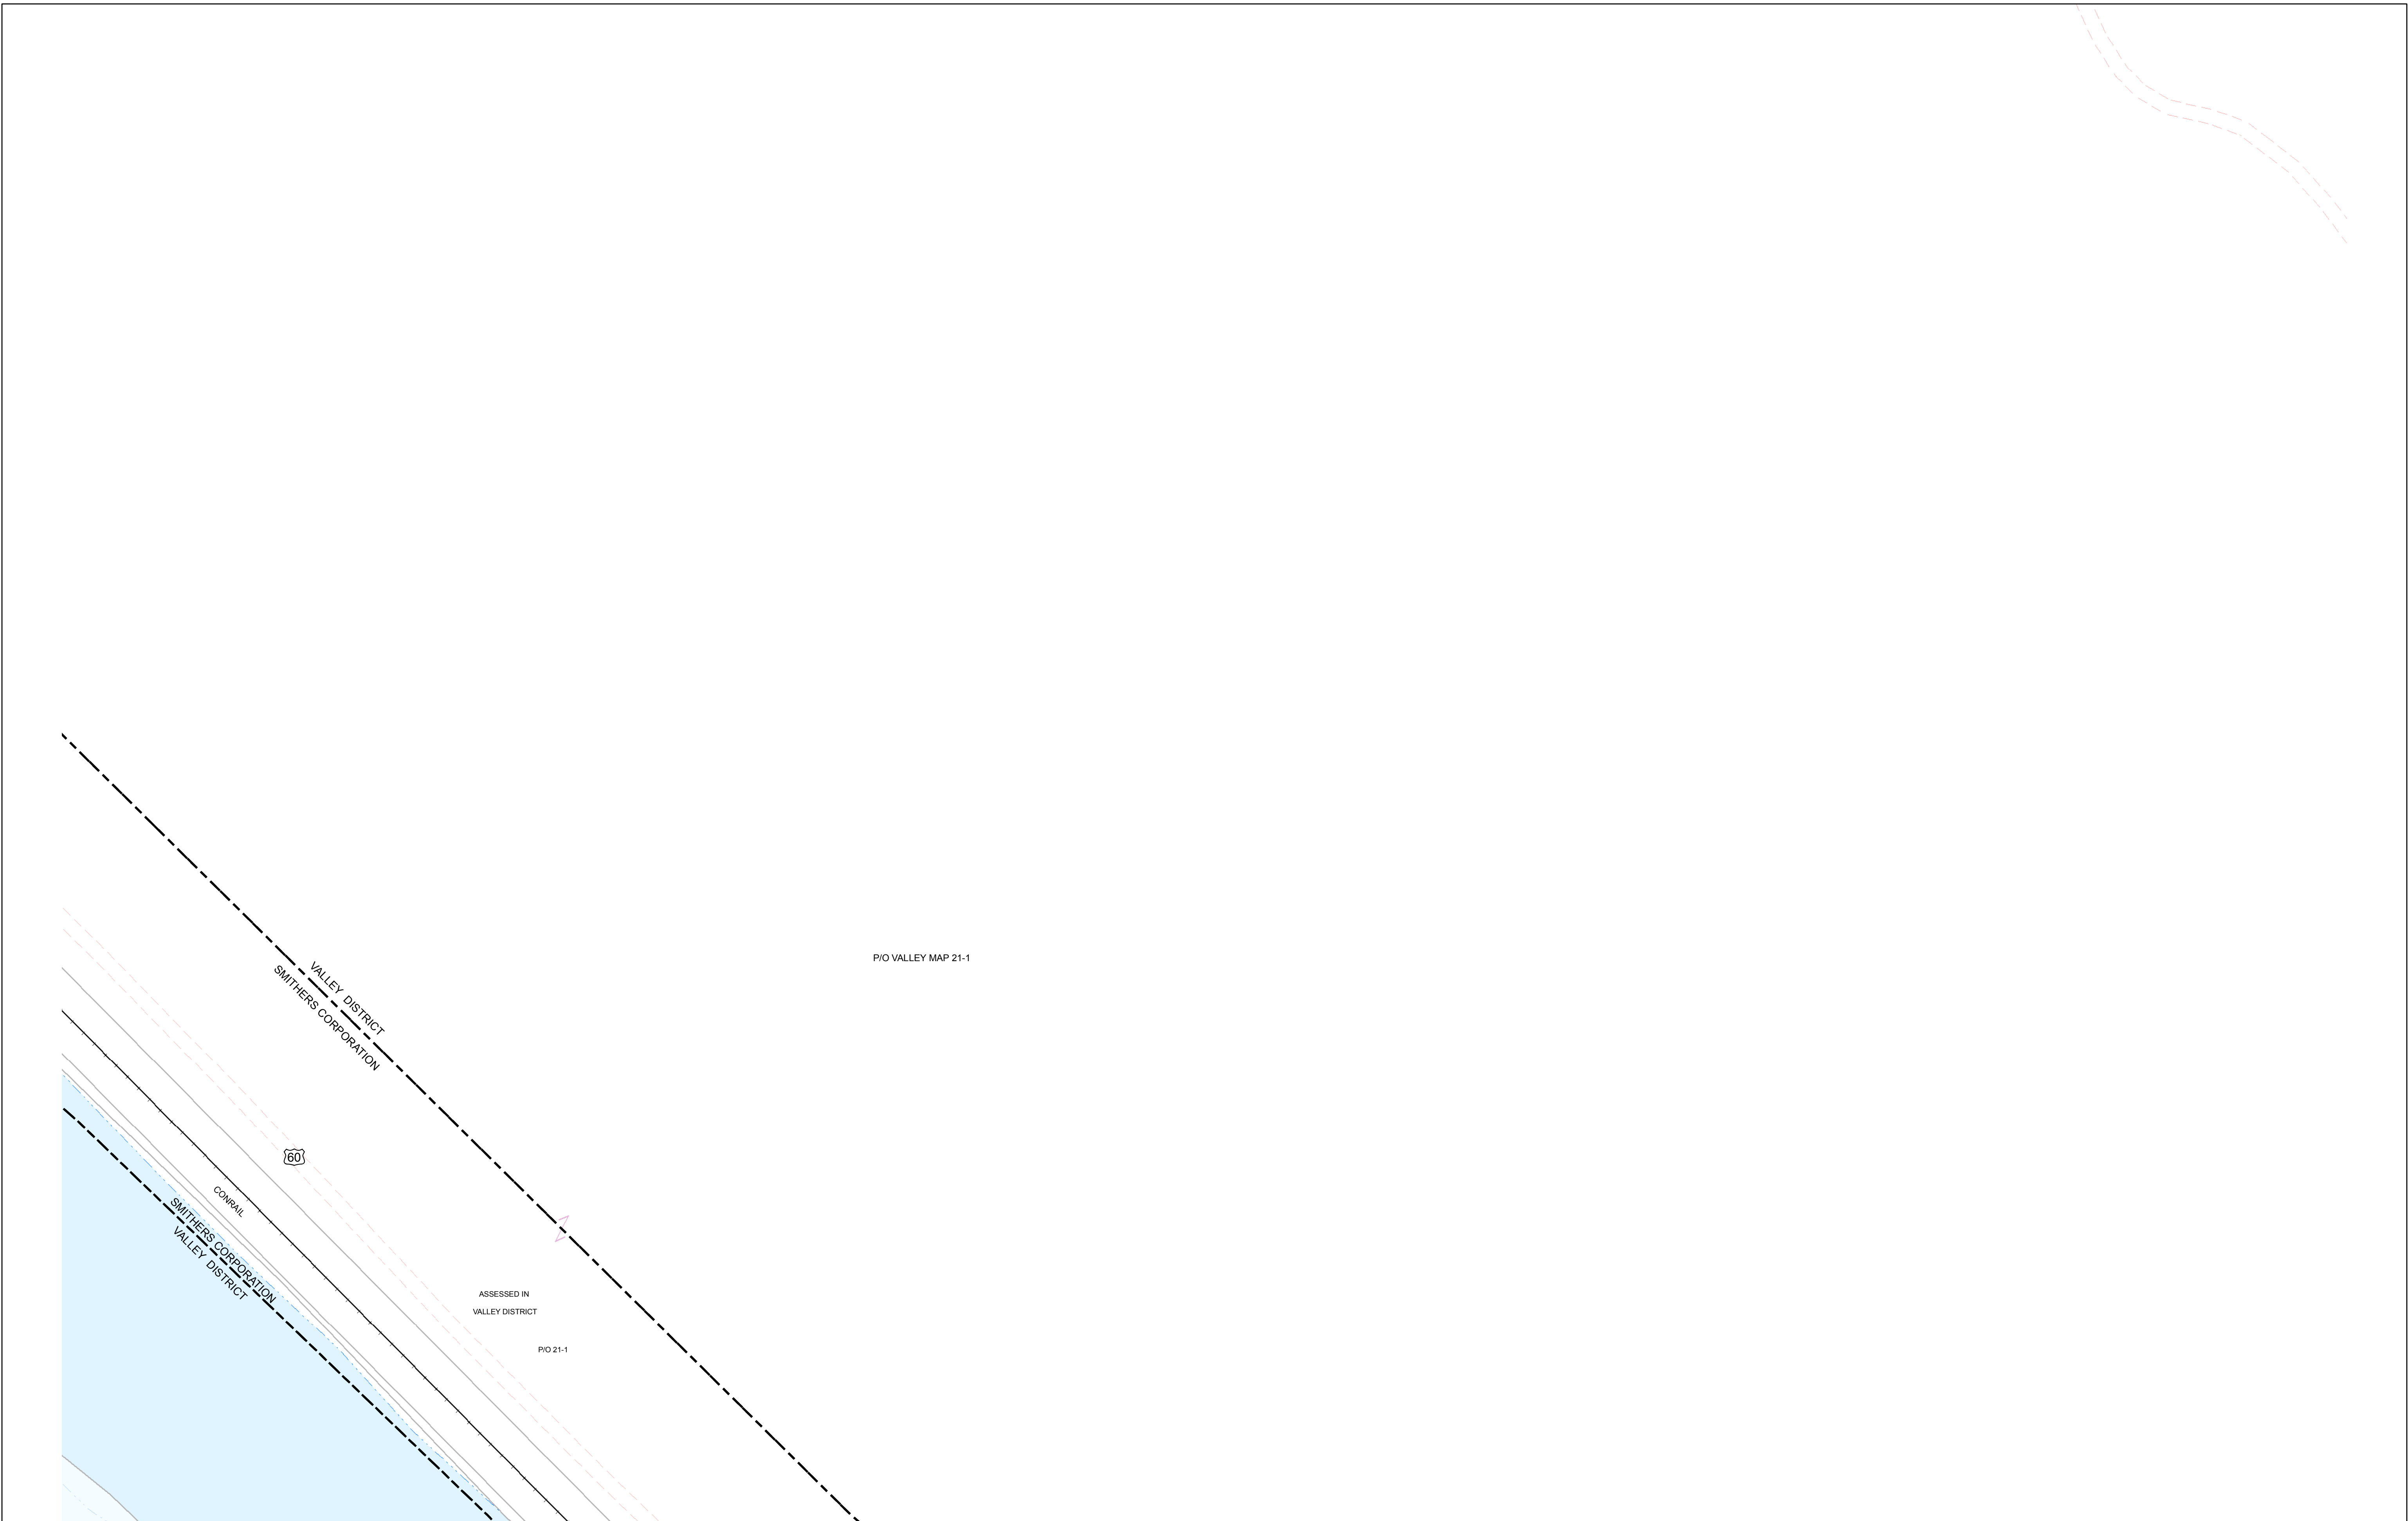 P/O VALLEY MAP 21-1
VALLEY DISTRICT
SMITHERS CORPORATION
60
CONRAIL
SMITHERS CORPORATION
VALLEY DISTRICT
ASSESSED IN
VALLEY DISTRICT
P/O 21-1